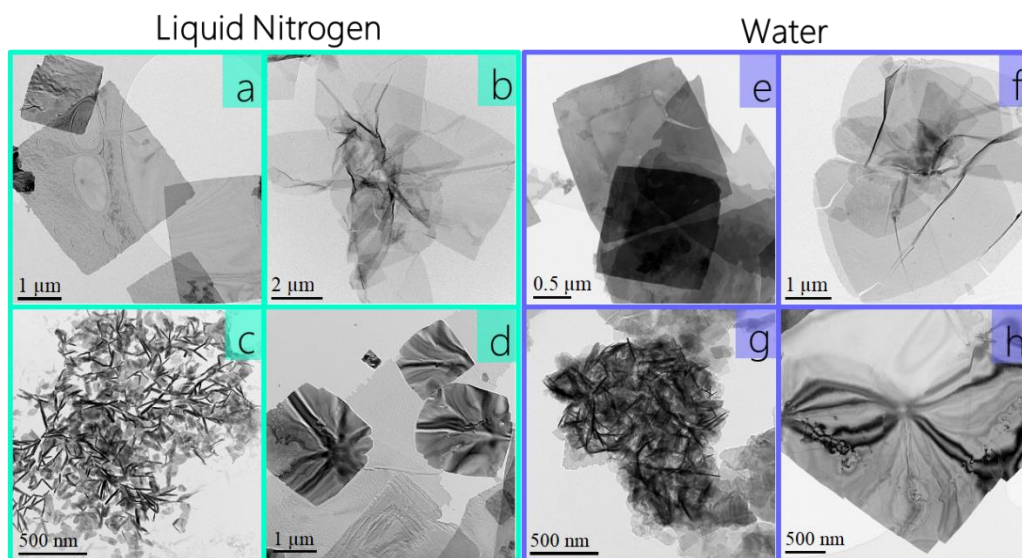 Liquid Nitrogen
Water
a
b
e
f
1 µm
2 µm
0.5 µm
1 µm
c
d
g
h
500 nm
1 µm
500 nm
500 nm